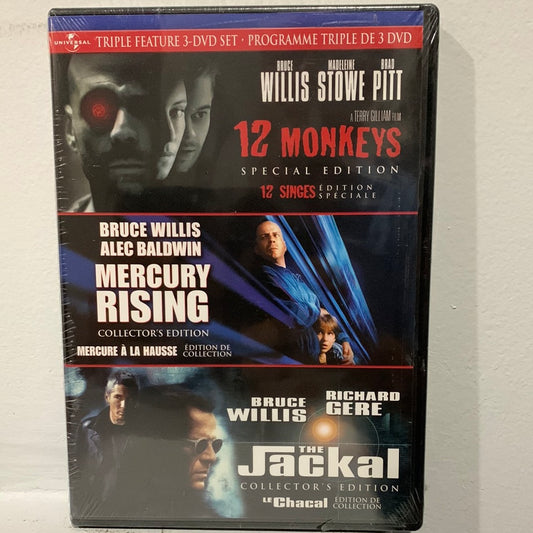 UNIVERSAL TRIPLE FEATURE 3-DVD SET · PROGRAMME TRIPLE DE 3 DVD
BRUCE WILLIS MADELEINE STOWE BRAD PITT
A TERRY GILLIAM FILM
12 MONKEYS
SPECIAL EDITION
12 SINGES ÉDITION SPÉCIALE
BRUCE WILLIS
ALEC BALDWIN
MERCURY
RISING
COLLECTOR'S EDITION
MERCURE À LA HAUSSE ÉDITION DE COLLECTION
BRUCE WILLIS RICHARD GERE
THE
Jackal
COLLECTOR'S EDITION
LE Chacal ÉDITION DE COLLECTION